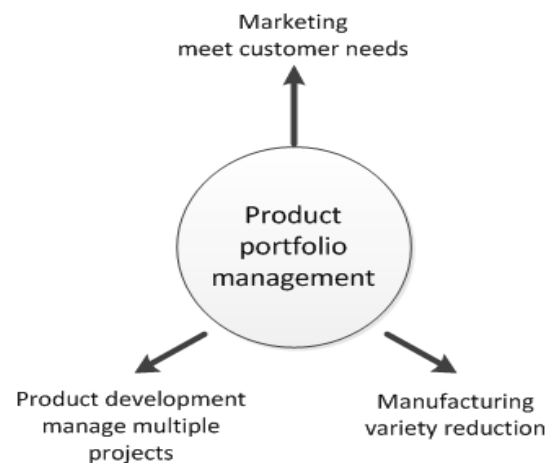 Marketing
meet customer needs
Product
portfolio
management
Product development
manage multiple
projects
Manufacturing
variety reduction